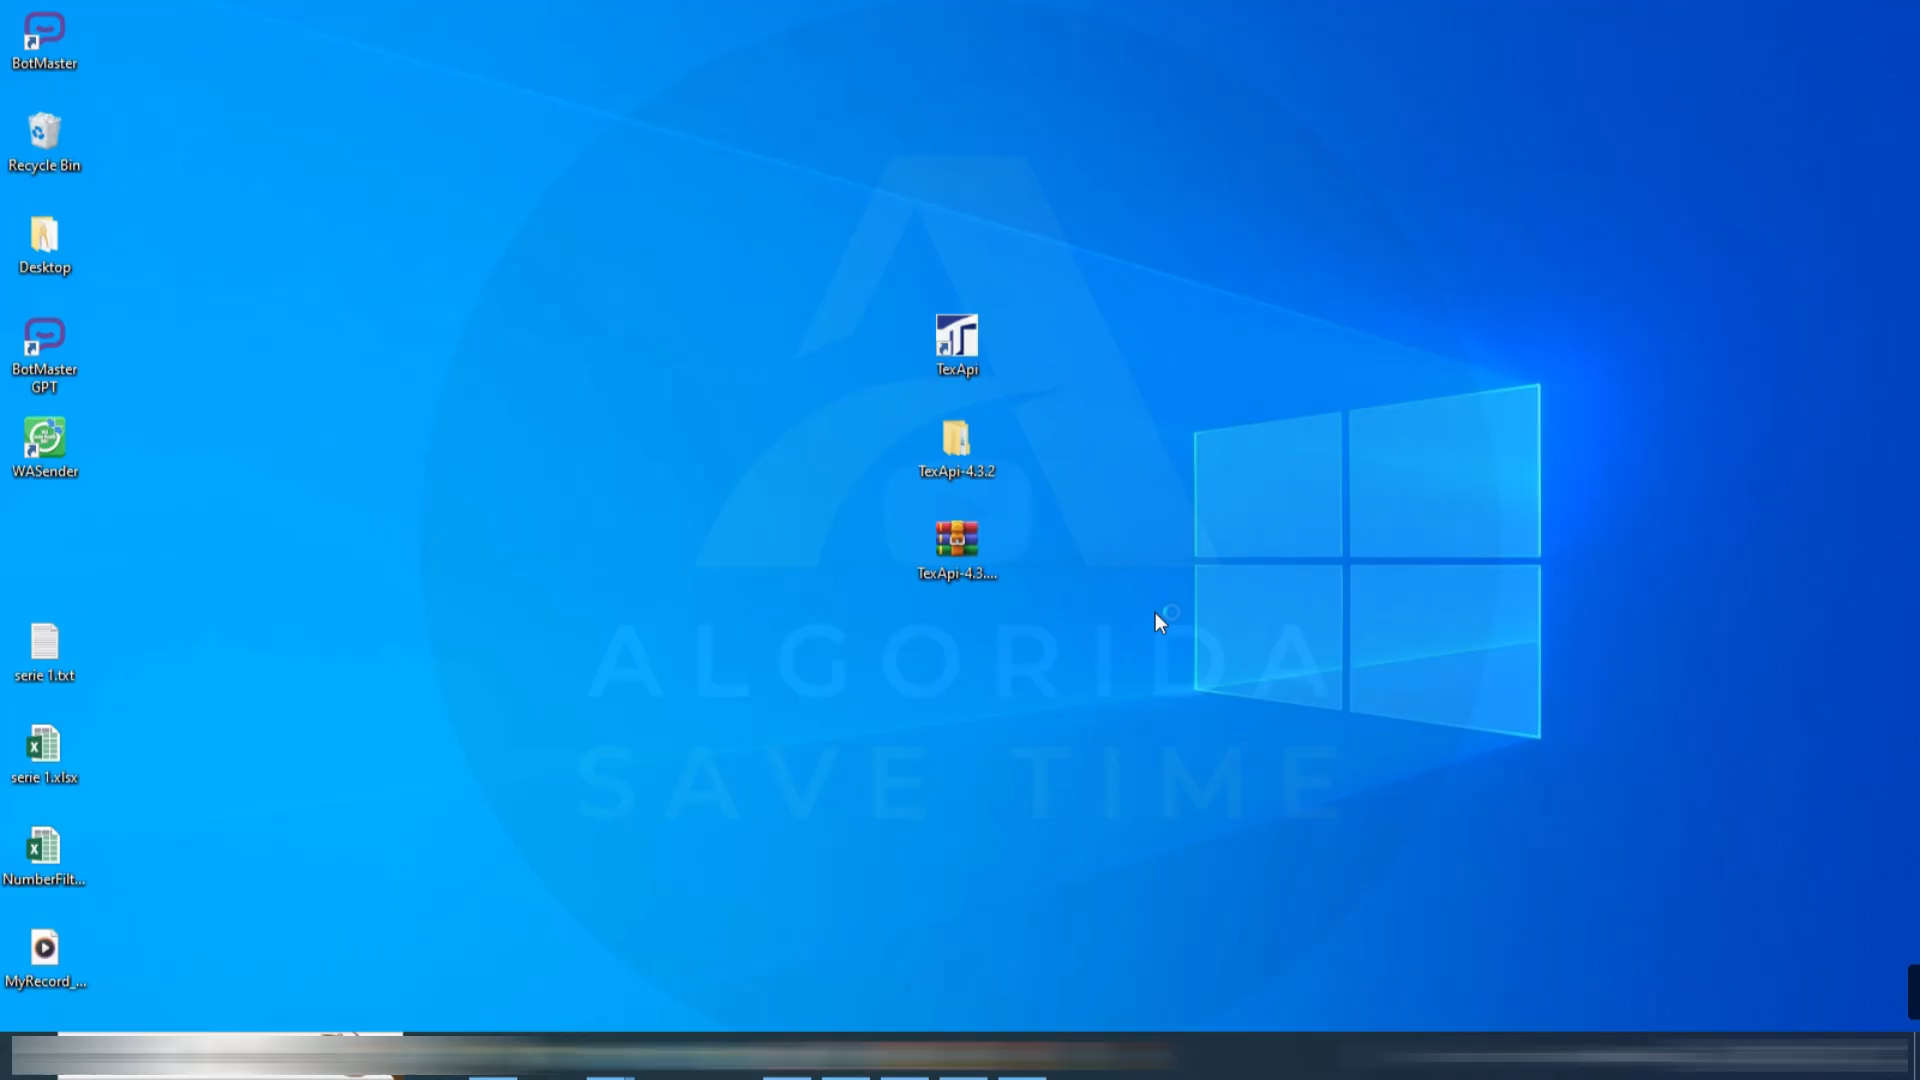 BotMaster
Recycle Bin
Desktop
BotMaster
GPT
WASender
serie 1.txt
serie 1.xlsx
NumberFilt...
MyRecord_...
TexApi
TexApi-4.3.2
TexApi-4.3....
ALGORIDA
SAVE TIME